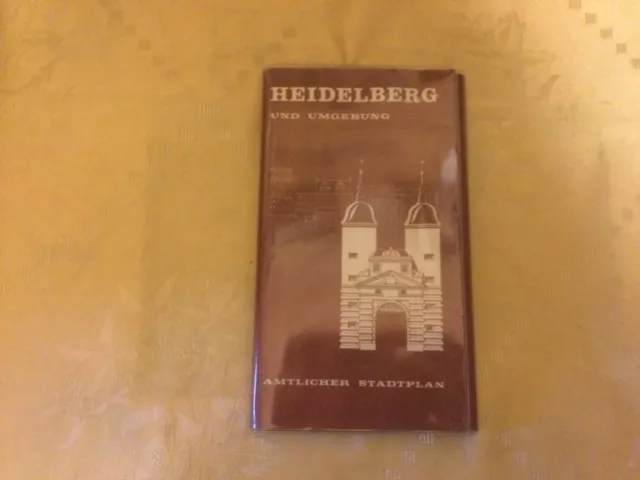 HEIDELBERG
UND UMGEBUNG
AMTLICHER STADTPLAN